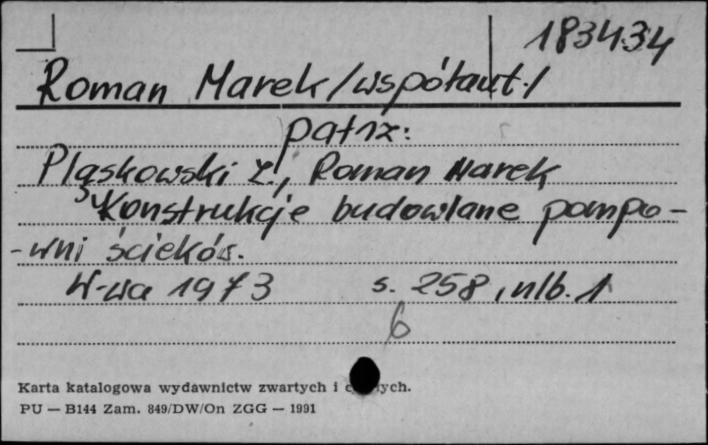 183434
Roman Marek /współaut./
patrz:
Pląskowski Z., Roman Marek
Konstrukcje budowlane pompo-
-wni ścieków.
W-wa 1973 s. 258, nlb. 1
6
Karta katalogowa wydawnictw zwartych i ych.
PU — B144 Zam. 849/DW/On ZGG — 1991